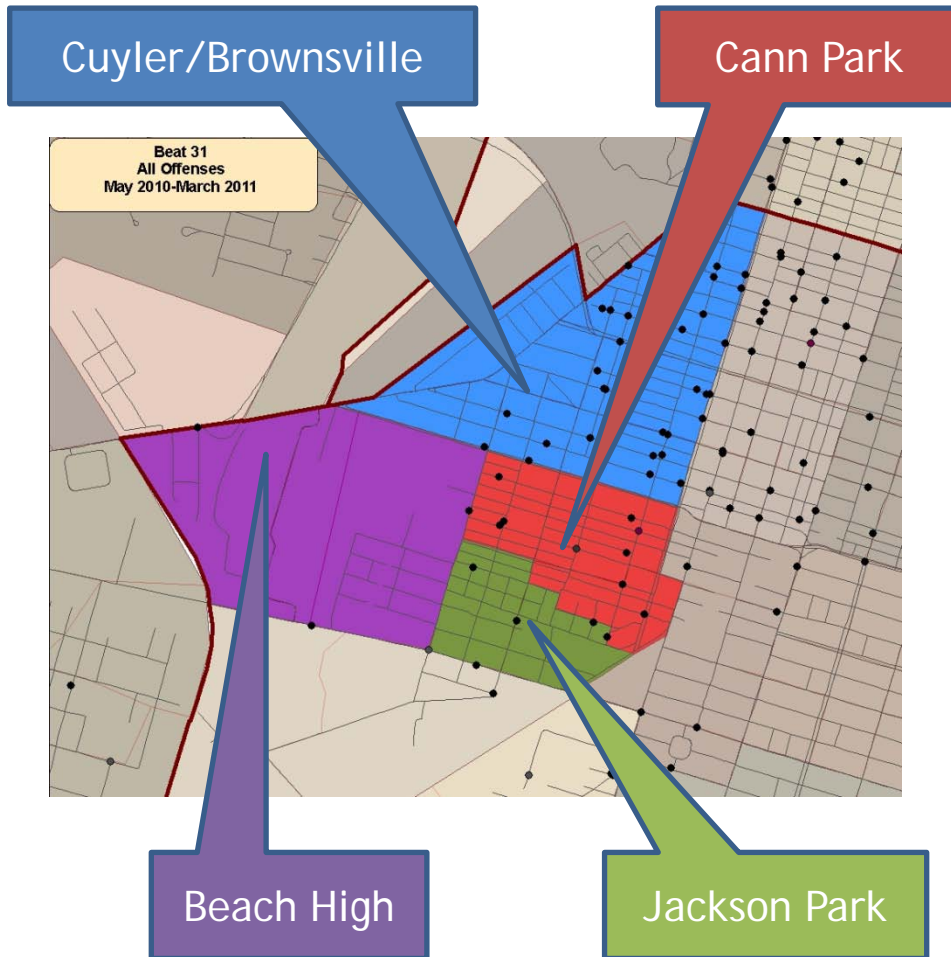 Cuyler/Brownsville
Cann Park
Beat 31
All Offenses
May 2010-March 2011
Beach High
Jackson Park